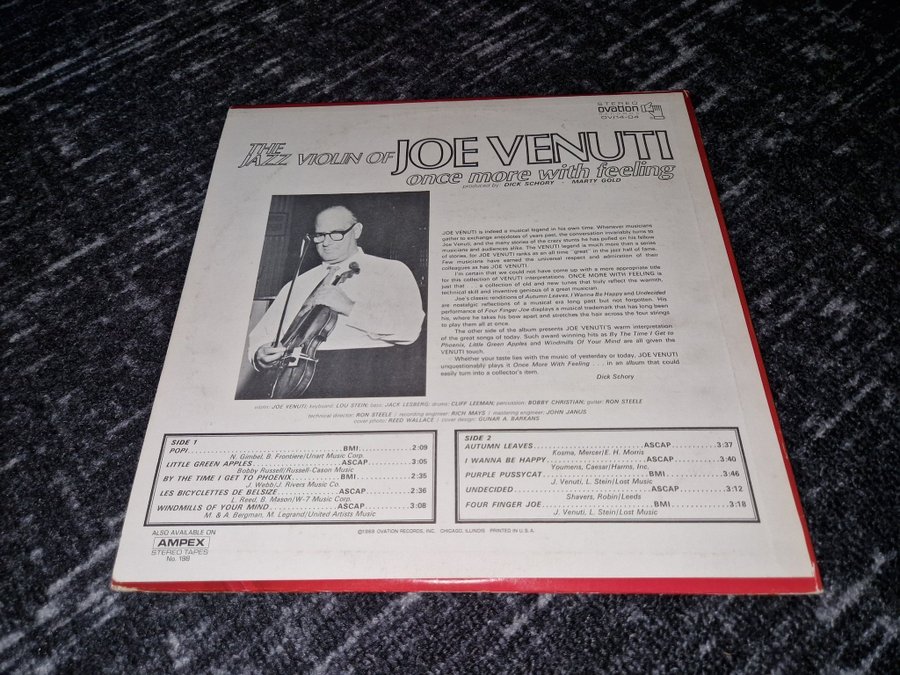 STEREO
ovation
RECORDS
OV/14-04
THE
JAZZ VIOLIN OF JOE VENUTI
once more with feeling
produced by DICK SCHORY - MARTY GOLD
JOE VENUTI is indeed a musical legend in his own time. Whenever musicians
gather to exchange anecdotes of years past, the conversation invariably turns to
Joe Venuti, and the many stories of the crazy stunts he has pulled on his fellow
musicians and audiences alike. The VENUTI legend is much more than a series
of stories, for JOE VENUTI ranks as an all time "great" in the jazz hall of fame.
Few musicians have earned the universal respect and admiration of their
colleagues as has JOE VENUTI.
I'm certain that we could not have come up with a more appropriate title
for this collection of VENUTI interpretations. ONCE MORE WITH FEELING is
just that . . . a collection of old and new tunes that truly reflect the warmth,
technical skill and inventive genious of a great musician.
Joe's classic renditions of Autumn Leaves, I Wanna Be Happy and Undecided
are nostalgic reflections of a musical era long past but not forgotten. His
performance of Four Finger Joe displays a musical trademark that has long been
his, where he takes his bow apart and stretches the hair across the four strings
to play them all at once.
The other side of the album presents JOE VENUTI'S warm interpretation
of the great songs of today. Such award winning hits as By The Time I Get to
Phoenix, Little Green Apples and Windmills Of Your Mind are all given the
VENUTI touch.
Whether your taste lies with the music of yesterday or today, JOE VENUTI
unquestionably plays it Once More With Feeling . . . in an album that could
easily turn into a collector's item.
Dick Schory
violin: JOE VENUTI; keyboard: LOU STEIN; bass: JACK LESBERG; drums: CLIFF LEEMAN; percussion: BOBBY CHRISTIAN; guitar: RON STEELE
technical director: RON STEELE / recording engineer: RICH MAYS / mastering engineer: JOHN JANUS
cover photo: REED WALLACE / cover design: GUNAR A. BARKANS
SIDE 1
POPI BMI 2:09
N. Gimbel, B. Frontiere/Unart Music Corp.
LITTLE GREEN APPLES ASCAP 3:05
Bobby Russell/Russell-Cason Music
BY THE TIME I GET TO PHOENIX BMI 2:35
J. Webb/J. Rivers Music Co.
LES BICYCLETTES DE BELSIZE ASCAP 2:36
L. Reed, B. Mason/W-7 Music Corp.
WINDMILLS OF YOUR MIND ASCAP 3:08
M. & A. Bergman, M. Legrand/United Artists Music
SIDE 2
AUTUMN LEAVES ASCAP 3:37
Kosma, Mercer/E. H. Morris
I WANNA BE HAPPY ASCAP 3:40
Youmens, Caesar/Harms, Inc.
PURPLE PUSSYCAT BMI 3:46
J. Venuti, L. Stein/Lost Music
UNDECIDED ASCAP 3:12
Shavers, Robin/Leeds
FOUR FINGER JOE BMI 3:18
J. Venuti, L. Stein/Lost Music
ALSO AVAILABLE ON
AMPEX
STEREO TAPES
No. 198
©1969 OVATION RECORDS, INC. CHICAGO, ILLINOIS PRINTED IN U.S.A.